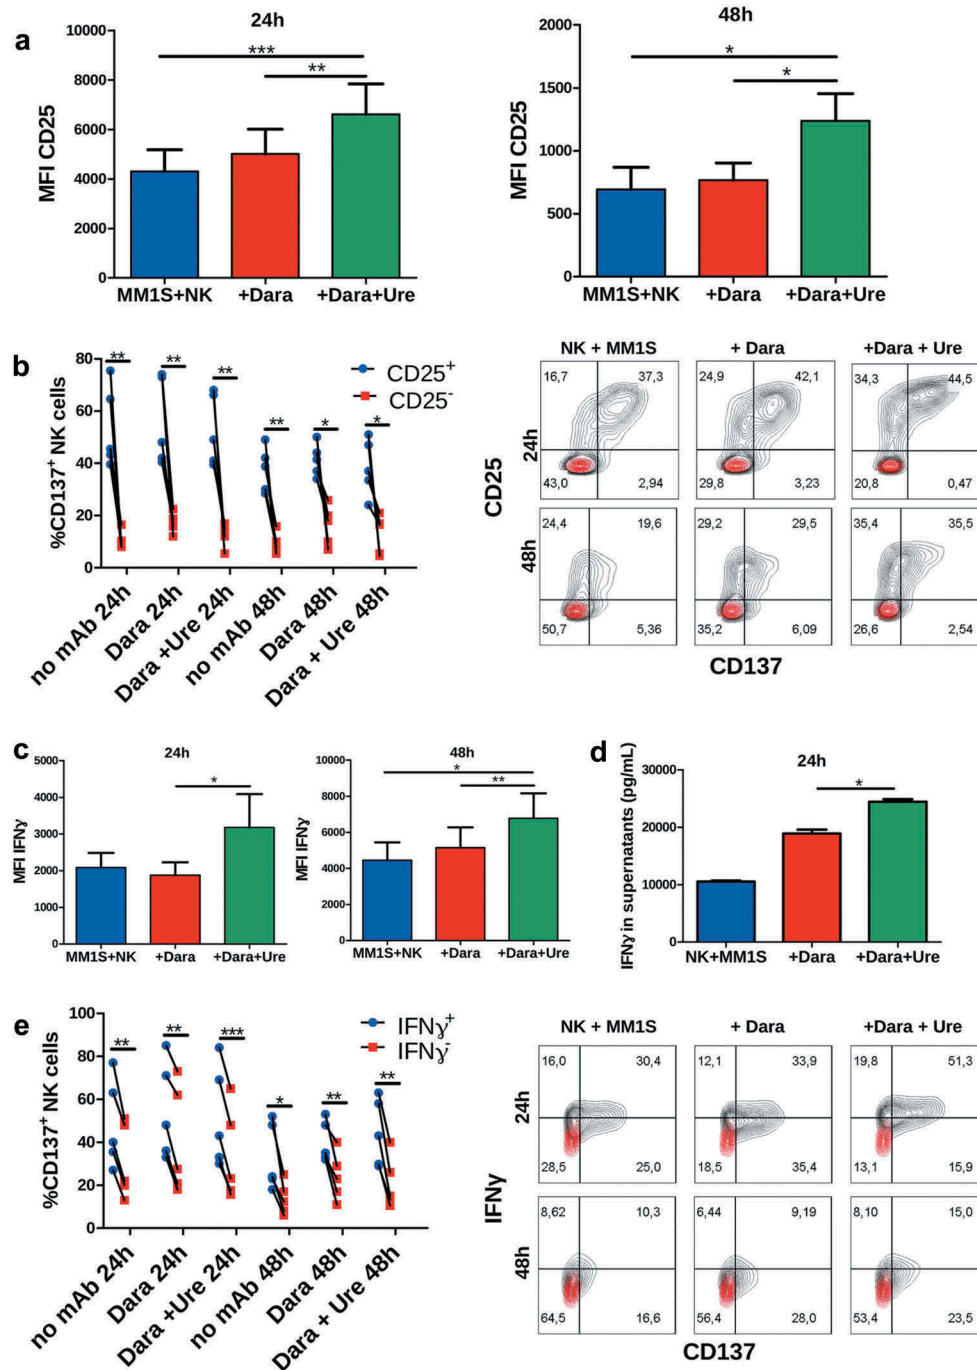 a
24h
10000
8000
6000
4000
2000
0
MFI CD25
***
**
MM1S+NK +Dara +Dara+Ure
48h
2000
1500
1000
500
0
MFI CD25
*
*
MM1S+NK +Dara +Dara+Ure
b
80
60
40
20
0
%CD137+ NK cells
** ** ** ** * *
CD25+
CD25-
no mAb 24h
Dara 24h
Dara +Ure 24h
no mAb 48h
Dara 48h
Dara + Ure 48h
NK + MM1S + Dara +Dara + Ure
24h
16,7 37,3 24,9 42,1 34,3 44,5
43,0 2,94 29,8 3,23 20,8 0,47
CD25
48h
24,4 19,6 29,2 29,5 35,4 35,5
50,7 5,36 35,2 6,09 26,6 2,54
CD137
c
24h
5000
4000
3000
2000
1000
0
MFI IFNγ
*
MM1S+NK +Dara +Dara+Ure
48h
10000
8000
6000
4000
2000
0
MFI IFNγ
*
**
MM1S+NK +Dara +Dara+Ure
d
24h
30000
20000
10000
0
IFNγ in supernatants (pg/mL)
*
NK+MM1S +Dara +Dara+Ure
e
100
80
60
40
20
0
%CD137+ NK cells
** ** *** * ** **
IFNγ+
IFNγ-
no mAb 24h
Dara 24h
Dara +Ure 24h
no mAb 48h
Dara 48h
Dara + Ure 48h
NK + MM1S + Dara +Dara + Ure
24h
16,0 30,4 12,1 33,9 19,8 51,3
28,5 25,0 18,5 35,4 13,1 15,9
IFNγ
48h
8,62 10,3 6,44 9,19 8,10 15,0
64,5 16,6 56,4 28,0 53,4 23,5
CD137